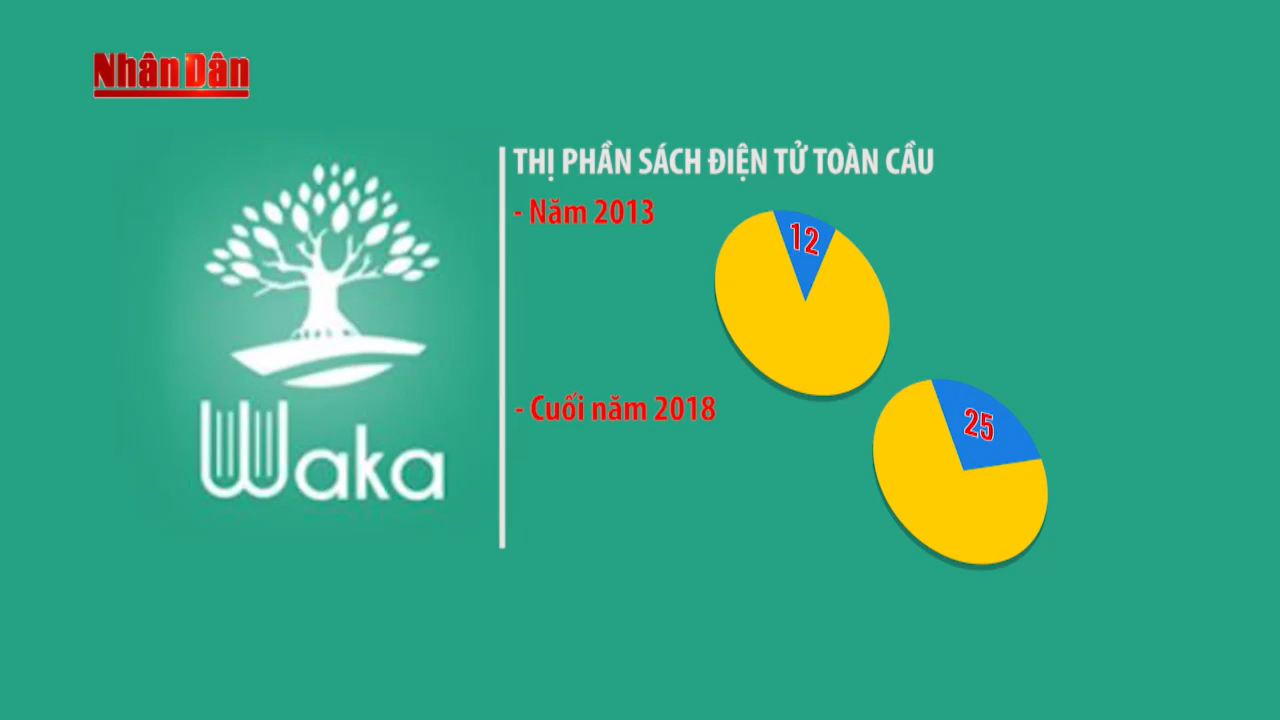 Nhân Dân
THỊ PHẦN SÁCH ĐIỆN TỬ TOÀN CẦU
- Năm 2013
12
- Cuối năm 2018
25
Waka